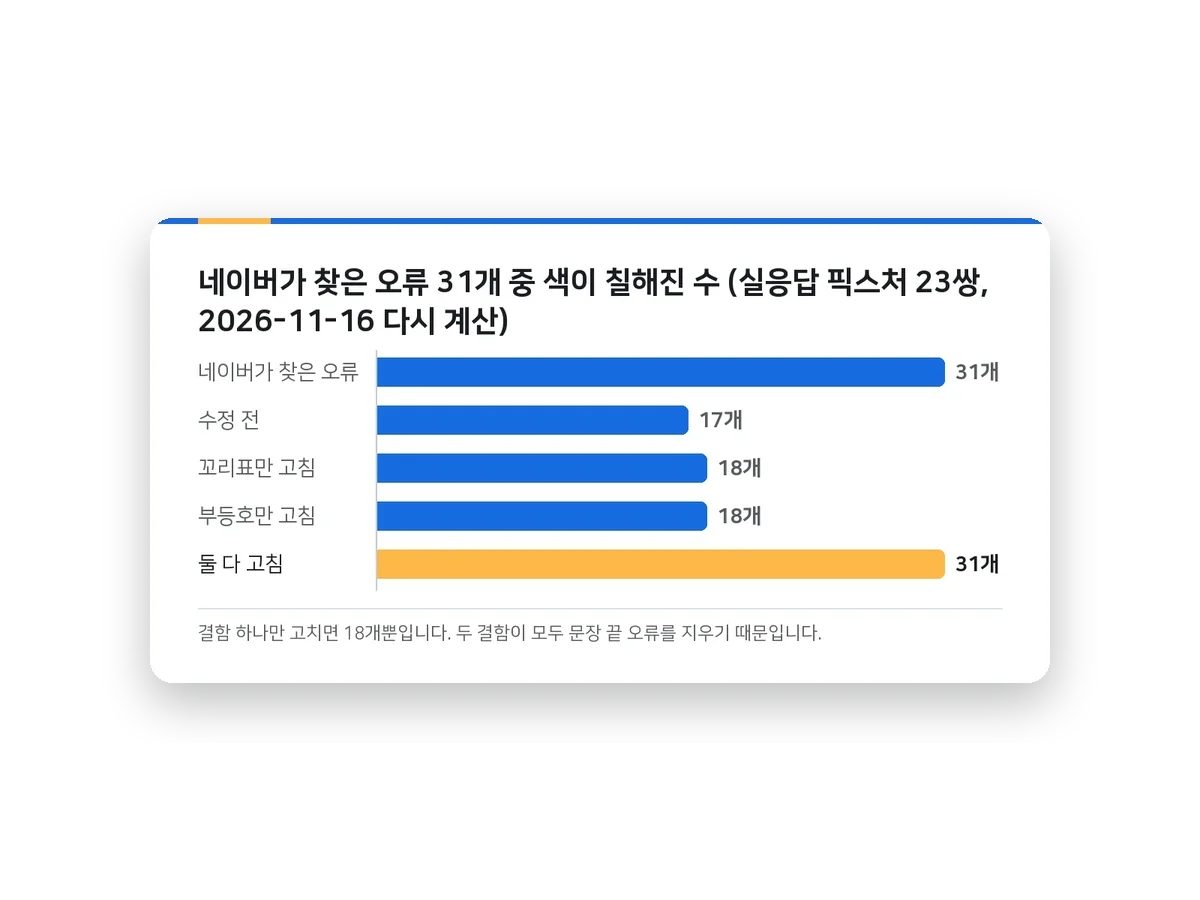 네이버가 찾은 오류 31개 중 색이 칠해진 수 (실응답 픽스처 23쌍,
2026-11-16 다시 계산)
네이버가 찾은 오류 31개
수정 전 17개
꼬리표만 고침 18개
부등호만 고침 18개
둘 다 고침 31개
결함 하나만 고치면 18개뿐입니다. 두 결함이 모두 문장 끝 오류를 지우기 때문입니다.